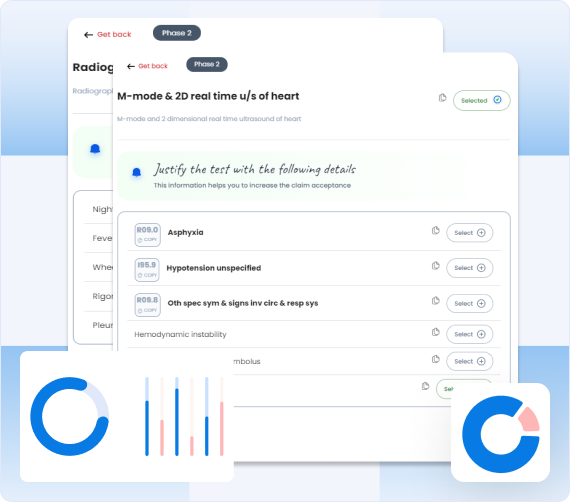 Get back
Phase 2
Radiog
Radiograph
Get back
Phase 2
M-mode & 2D real time u/s of heart
Selected
M-mode and 2 dimensional real time ultrasound of heart
Justify the test with the following details
This information helps you to increase the claim acceptance
Nigh
Feve
Whee
Rigor
Pleur
R09.0
COPY
Asphyxia
Select
I95.9
COPY
Hypotension unspecified
Select
R09.8
COPY
Oth spec sym & signs inv circ & resp sys
Select
Hemodynamic instability
Select
mbolus
Select
Sel